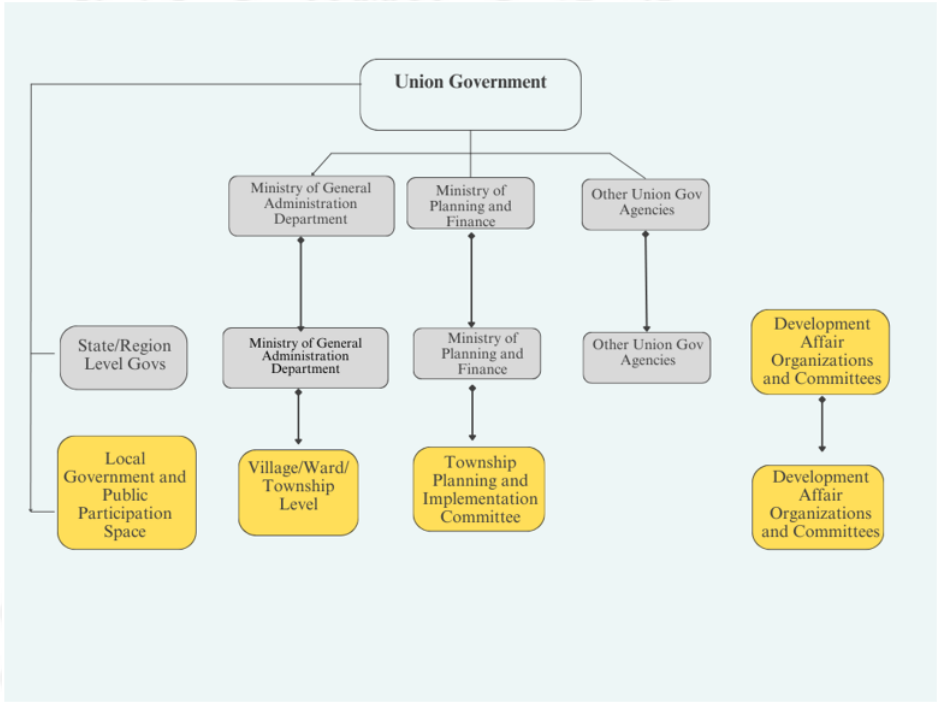 Union Government
Ministry of General
Administration
Department
Ministry of
Planning and
Finance
Other Union Gov
Agencies
State/Region
Level Govs
Ministry of General
Administration
Department
Ministry of
Planning and
Finance
Other Union Gov
Agencies
Development
Affair
Organizations
and Committees
Local
Government and
Public
Participation
Space
Village/Ward/
Township
Level
Township
Planning and
Implementation
Committee
Development
Affair
Organizations
and Committees